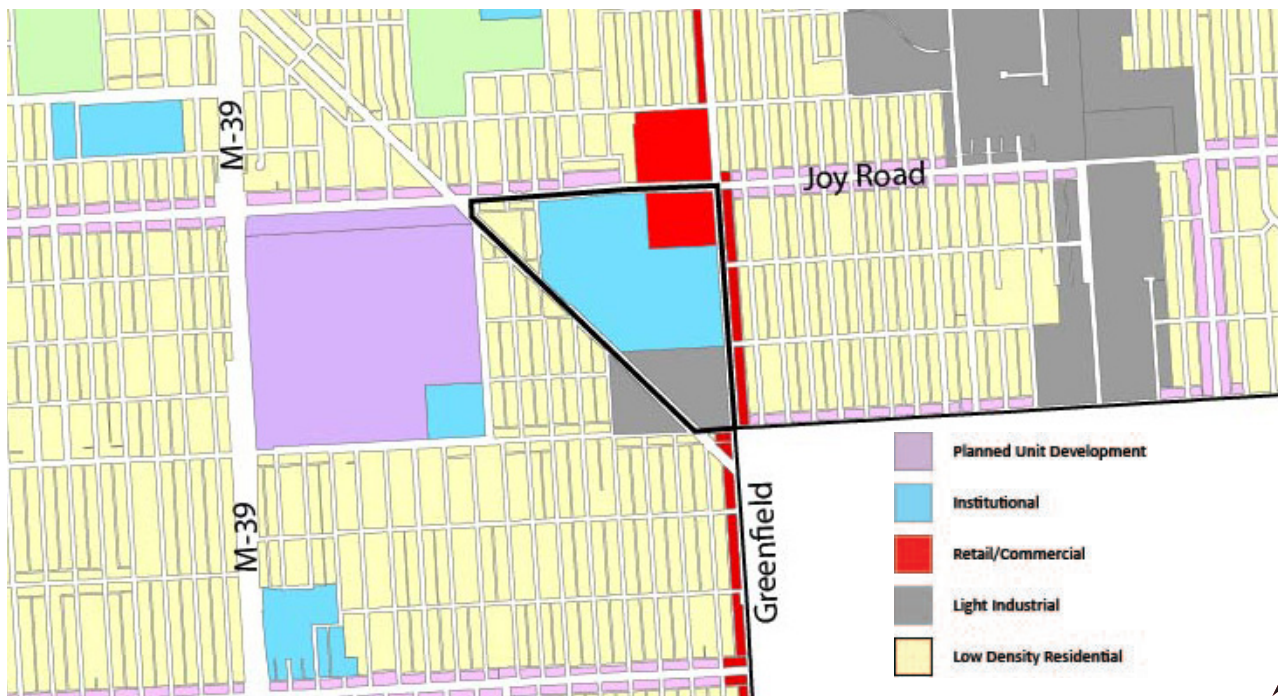 M-39
Joy Road
M-39
Greenfield
Planned Unit Development
Institutional
Retail/Commercial
Light Industrial
Low Density Residential